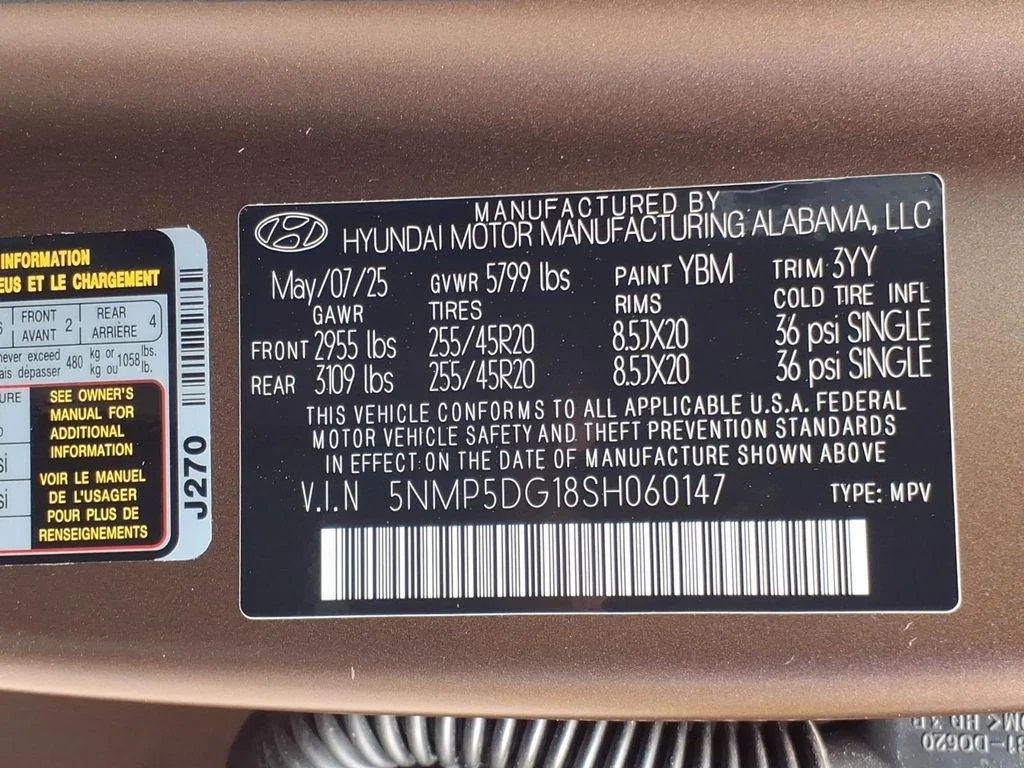 MANUFACTURED BY
HYUNDAI MOTOR MANUFACTURING ALABAMA, LLC
May/07/25 GVWR 5799 lbs PAINT YBM TRIM 3YY
GAWR TIRES RIMS COLD TIRE INFL
FRONT 2955 lbs 255/45R20 8.5JX20 36 psi SINGLE
REAR 3109 lbs 255/45R20 8.5JX20 36 psi SINGLE
THIS VEHICLE CONFORMS TO ALL APPLICABLE U.S.A. FEDERAL
MOTOR VEHICLE SAFETY AND THEFT PREVENTION STANDARDS
IN EFFECT ON THE DATE OF MANUFACTURE SHOWN ABOVE
V.I.N 5NMP5DG18SH060147 TYPE: MPV
INFORMATION
ET LE CHARGEMENT
FRONT 2 REAR 4
AVANT ARRIÈRE
exceed 480 kg or 1058 lbs.
dépasser kg ou lb.
SEE OWNER'S
MANUAL FOR
ADDITIONAL
INFORMATION
VOIR LE MANUEL
DE L'USAGER
POUR PLUS DE
RENSEIGNEMENTS
J270
31-DO620